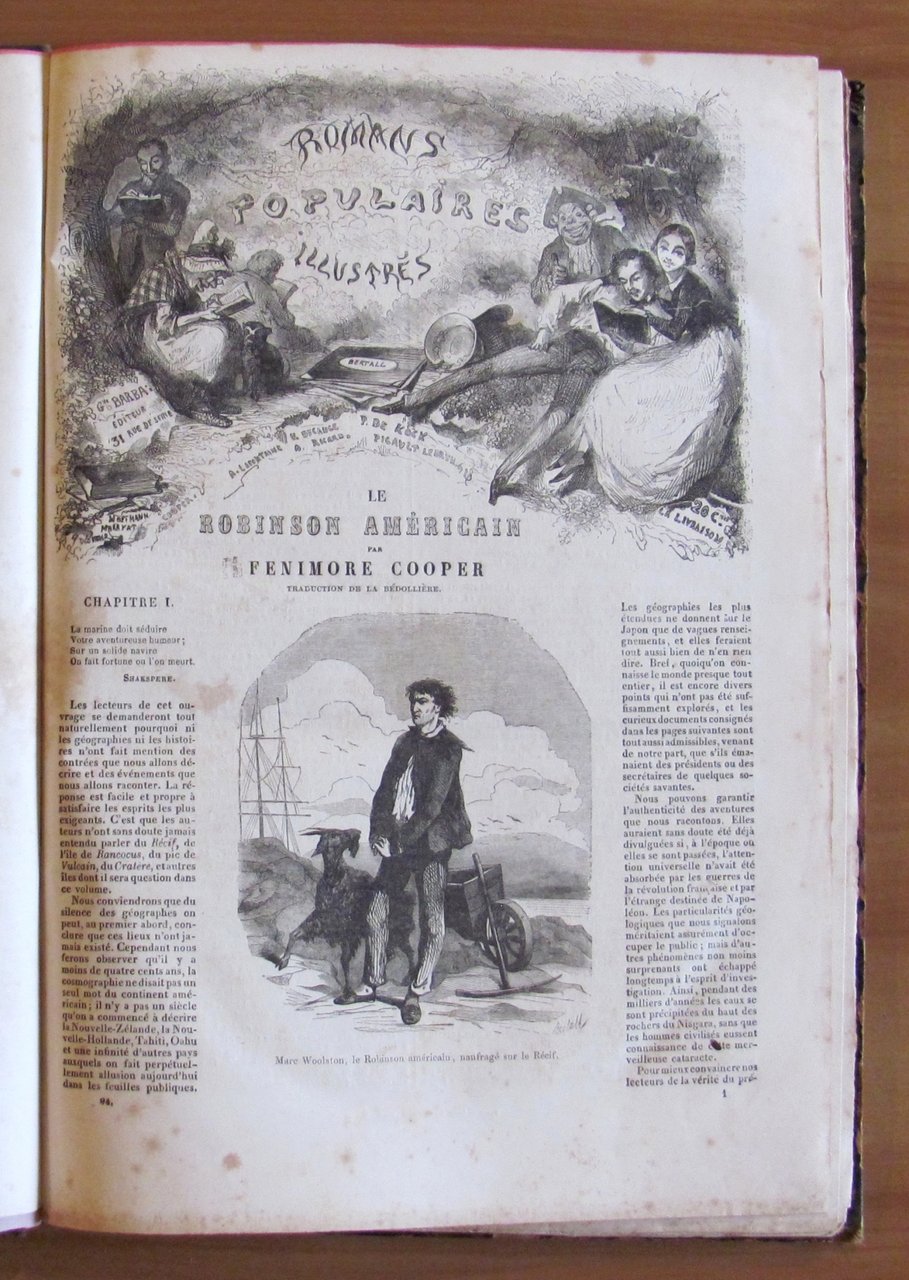 ROMANS
POPULAIRES
ILLUSTRÉS
BERTALL
BARBA
ÉDITEUR
31 RUE DE SEINE
P. DE KOCK
A. RICARD.
20 Cmes
LA LIVRAISON
LE
ROBINSON AMÉRICAIN
PAR
FENIMORE COOPER
TRADUCTION DE LA BÉDOLLIÈRE.
CHAPITRE I.
La marine doit séduire
Votre aventureuse humeur;
Sur un solide navire
On fait fortune ou l'on meurt.
SHAKSPERE.
Les lecteurs de cet ou-
vrage se demanderont tout
naturellement pourquoi ni
les géographies ni les histoi-
res n'ont fait mention des
contrées que nous allons dé-
crire et des événements que
nous allons raconter. La ré-
ponse est facile et propre à
satisfaire les esprits les plus
exigeants. C'est que les au-
teurs n'ont sans doute jamais
entendu parler du Récif, de
l'île de Rancocus, du pic de
Vulcain, du Cratère, et autres
îles dont il sera question dans
ce volume.
Nous conviendrons que du
silence des géographes on
peut, au premier abord, con-
clure que ces lieux n'ont ja-
mais existé. Cependant nous
ferons observer qu'il y a
moins de quatre cents ans, la
cosmographie ne disait pas un
seul mot du continent amé-
ricain; il n'y a pas un siècle
qu'on a commencé à décrire
la Nouvelle-Zélande, la Nou-
velle-Hollande, Tahiti, Oahu
et une infinité d'autres pays
auxquels on fait perpétuel-
lement allusion aujourd'hui
dans les feuilles publiques.
94.
Marc Woolston, le Robinson américain, naufragé sur le Récif.
Les géographies les plus
étendues ne donnent sur le
Japon que de vagues rensei-
gnements, et elles feraient
tout aussi bien de n'en rien
dire. Bref, quoiqu'on con-
naisse le monde presque tout
entier, il est encore divers
points qui n'ont pas été suf-
fisamment explorés, et les
curieux documents consignés
dans les pages suivantes sont
tout aussi admissibles, venant
de notre part, que s'ils éma-
naient des présidents ou des
secrétaires de quelques so-
ciétés savantes.
Nous pouvons garantir
l'authenticité des aventures
que nous racontons. Elles
auraient sans doute été déjà
divulguées si, à l'époque où
elles se sont passées, l'atten-
tion universelle n'avait été
absorbée par les guerres de
la révolution française et par
l'étrange destinée de Napo-
léon. Les particularités géo-
logiques que nous signalons
méritaient assurément d'oc-
cuper le public; mais d'au-
tres phénomènes non moins
surprenants ont échappé
longtemps à l'esprit d'inves-
tigation. Ainsi, pendant des
milliers d'années les eaux se
sont précipitées du haut des
rochers du Niagara, sans que
les hommes civilisés eussent
connaissance de cette mer-
veilleuse cataracte.
Pour mieux convaincre nos
lecteurs de la vérité du pré-
1